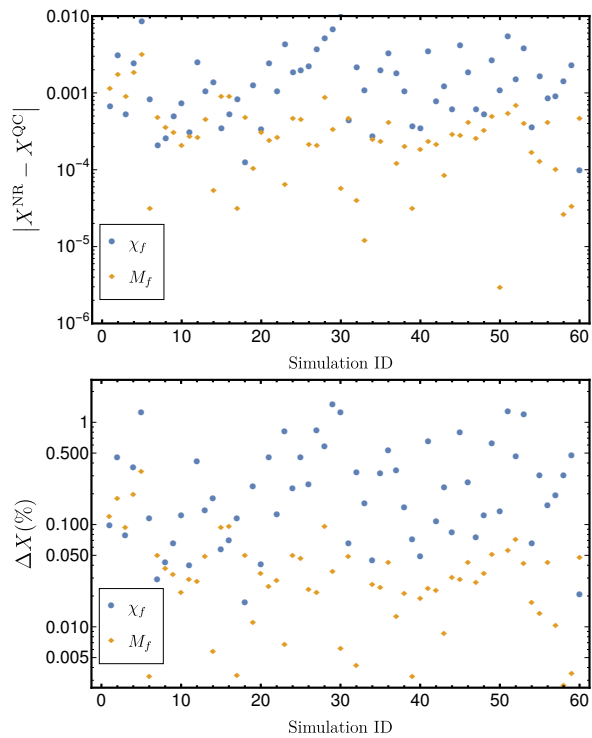 0.010
0.001
10⁻⁴
10⁻⁵
10⁻⁶
|X^NR − X^QC|
χ_f
M_f
0 10 20 30 40 50 60
Simulation ID
1
0.500
0.100
0.050
0.010
0.005
ΔX(%)
χ_f
M_f
0 10 20 30 40 50 60
Simulation ID